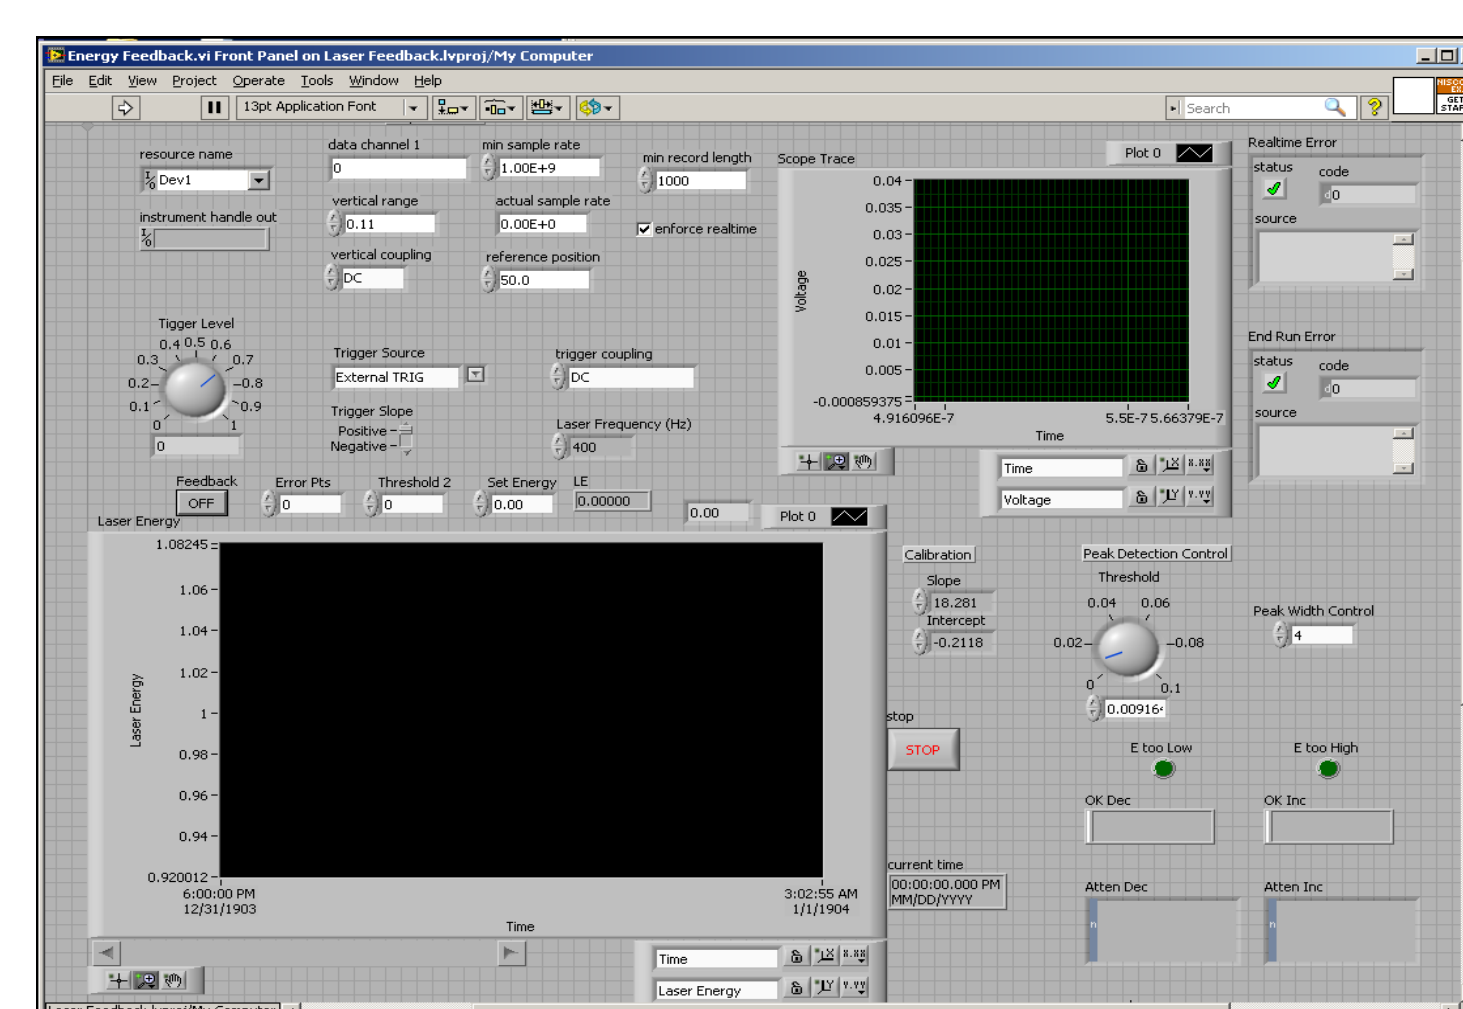 Energy Feedback.vi Front Panel on Laser Feedback.lvproj/My Computer
File Edit View Project Operate Tools Window Help
13pt Application Font
Search
GET
resource name
Dev1
instrument handle out
data channel 1
0
vertical range
0.11
vertical coupling
DC
min sample rate
1.00E+9
actual sample rate
0.00E+0
reference position
50.0
min record length
1000
enforce realtime
Tigger Level
0 0.1 0.2 0.3 0.4 0.5 0.6 0.7 0.8 0.9 1
0
Trigger Source
External TRIG
Trigger Slope
Positive
Negative
trigger coupling
DC
Laser Frequency (Hz)
400
Scope Trace
Plot 0
0.04
0.035
0.03
0.025
0.02
0.015
0.01
0.005
-0.000859375
Voltage
4.916096E-7 5.5E-7 5.66379E-7
Time
Time
Voltage
Realtime Error
status code
d0
source
End Run Error
status code
d0
source
Feedback
OFF
Error Pts
0
Threshold 2
0
Set Energy
0.00
LE
0.00000
0.00
Plot 0
Laser Energy
1.08245
1.06
1.04
1.02
1
0.98
0.96
0.94
0.920012
Laser Energy
6:00:00 PM
12/31/1903
3:02:55 AM
1/1/1904
Time
Time
Laser Energy
Calibration
Slope
18.281
Intercept
-0.2118
Peak Detection Control
Threshold
0 0.02 0.04 0.06 0.08 0.1
0.00916
Peak Width Control
4
stop
STOP
E too Low
E too High
OK Dec
OK Inc
current time
00:00:00.000 PM
MM/DD/YYYY
Atten Dec
n
Atten Inc
n
Laser Feedback.lvproj/My Computer